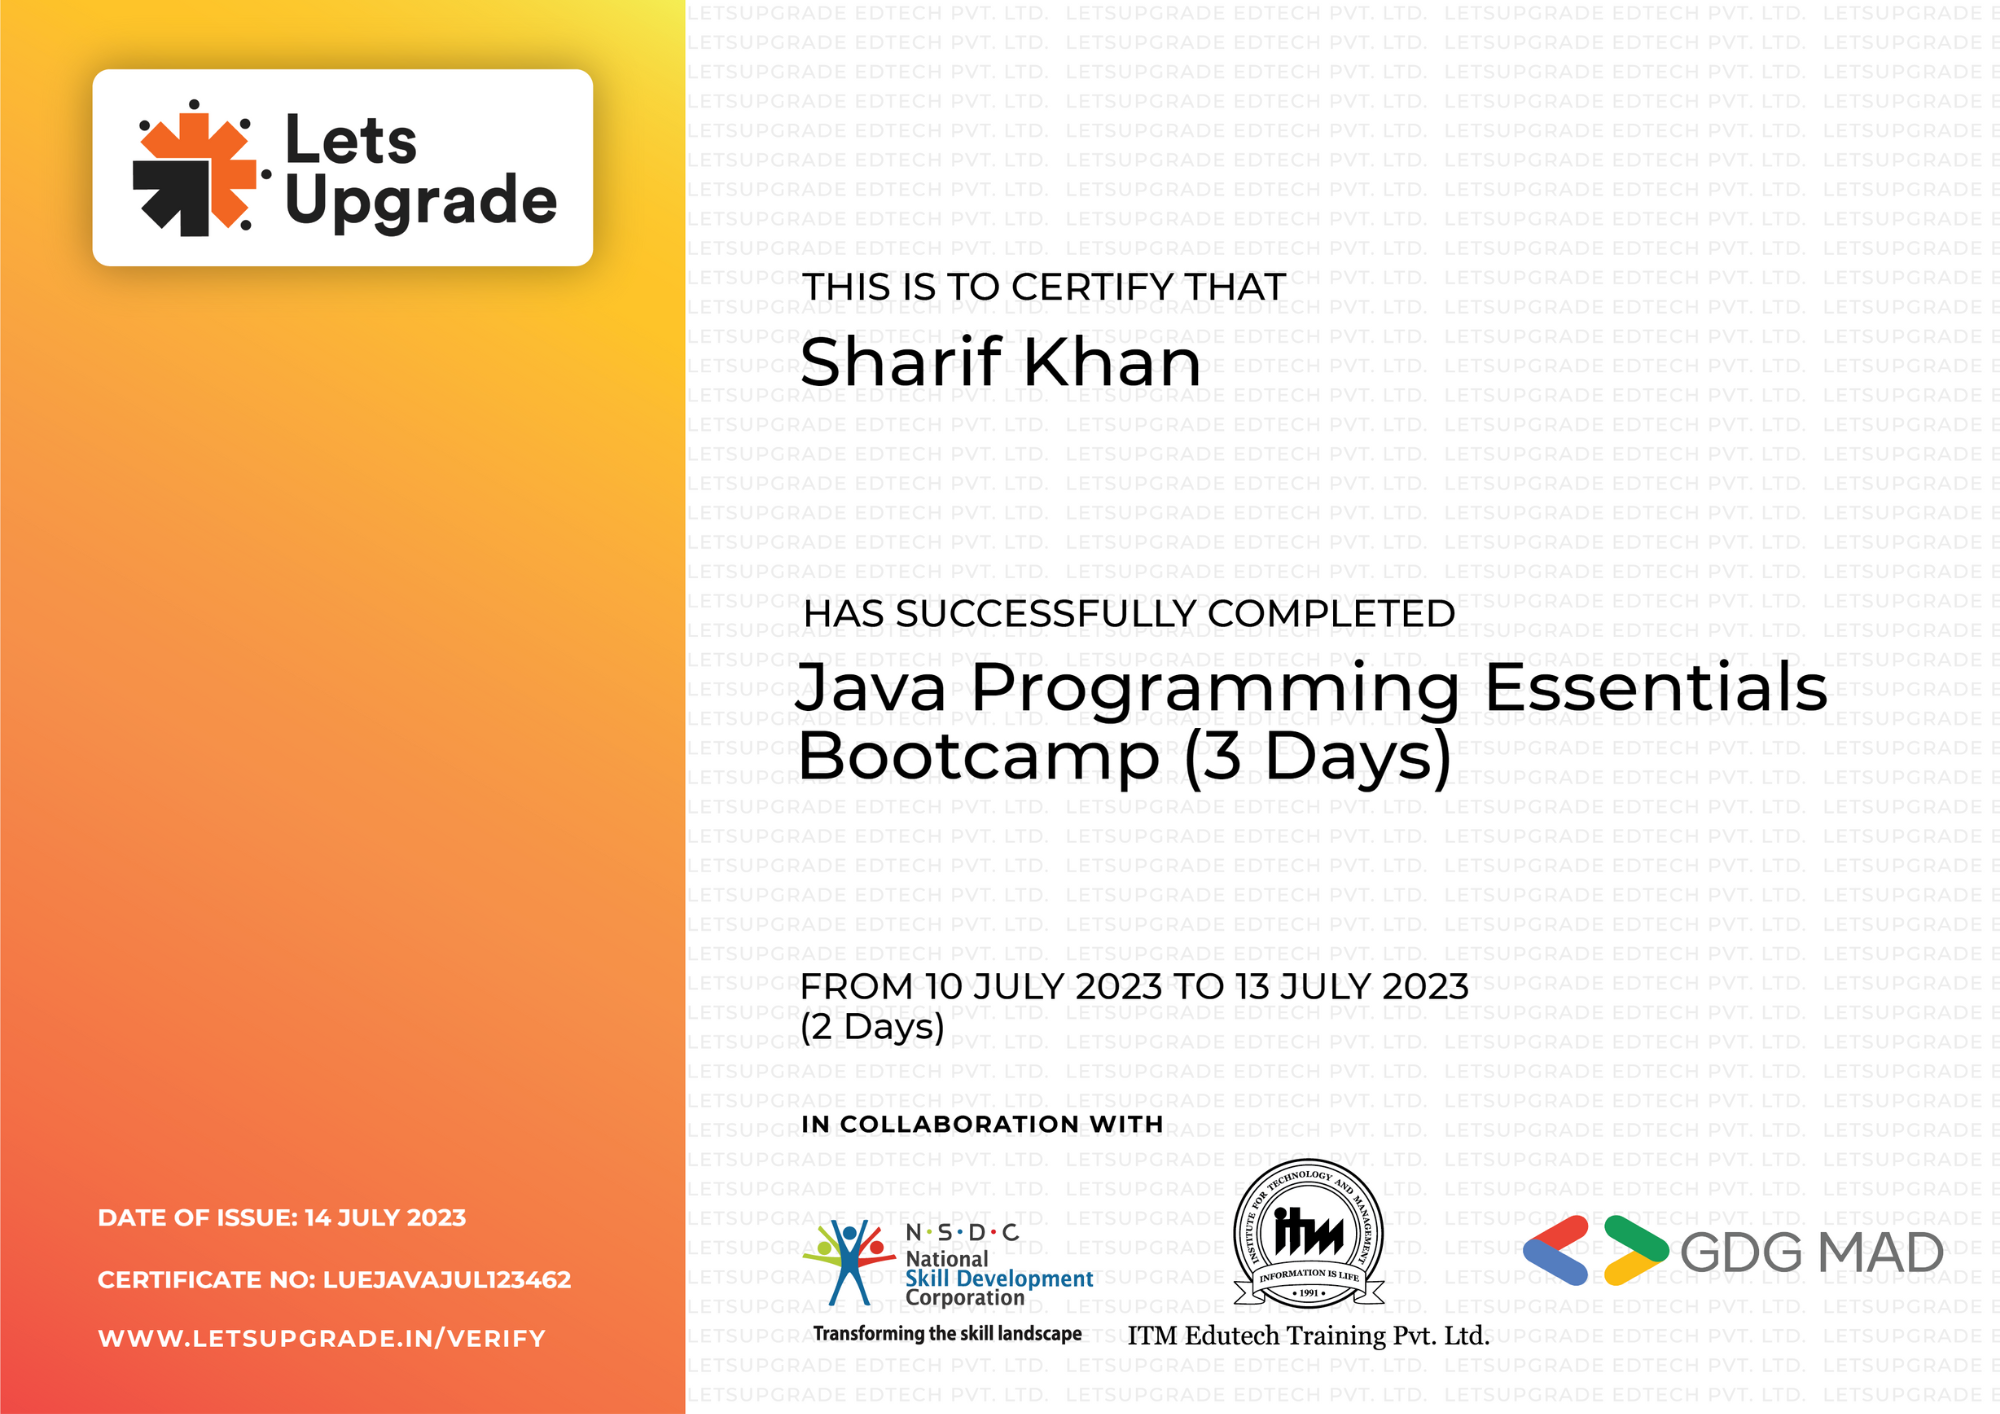 Lets
Upgrade
THIS IS TO CERTIFY THAT
Sharif Khan
HAS SUCCESSFULLY COMPLETED
Java Programming Essentials
Bootcamp (3 Days)
FROM 10 JULY 2023 TO 13 JULY 2023
(2 Days)
IN COLLABORATION WITH
N·S·D·C
National
Skill Development
Corporation
Transforming the skill landscape
INSTITUTE FOR TECHNOLOGY AND MANAGEMENT
itm
INFORMATION IS LIFE
• 1991 •
ITM Edutech Training Pvt. Ltd.
GDG MAD
DATE OF ISSUE: 14 JULY 2023
CERTIFICATE NO: LUEJAVAJUL123462
WWW.LETSUPGRADE.IN/VERIFY
LETSUPGRADE EDTECH PVT. LTD.